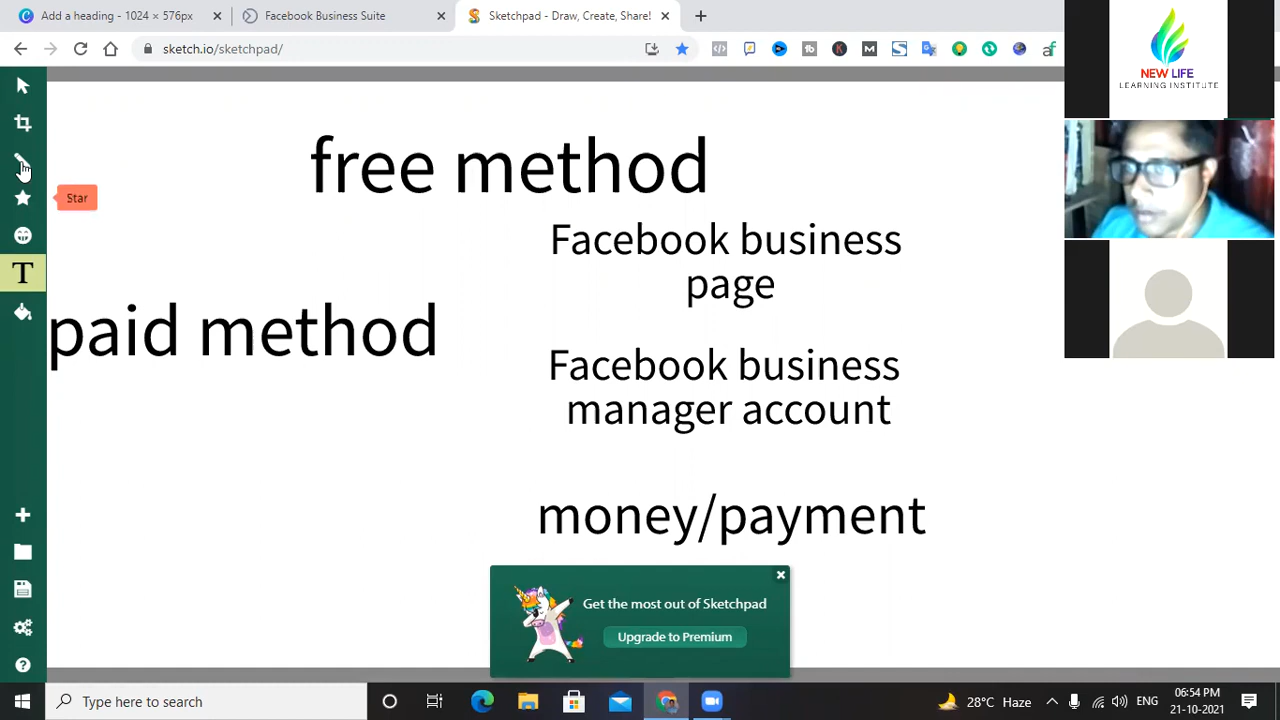 Add a heading - 1024 × 576px
Facebook Business Suite
Sketchpad - Draw, Create, Share!
sketch.io/sketchpad/
NEW LIFE
LEARNING INSTITUTE
Star
free method
Facebook business
page
paid method
Facebook business
manager account
money/payment
Get the most out of Sketchpad
Upgrade to Premium
Type here to search
28°C Haze
ENG
06:54 PM
21-10-2021